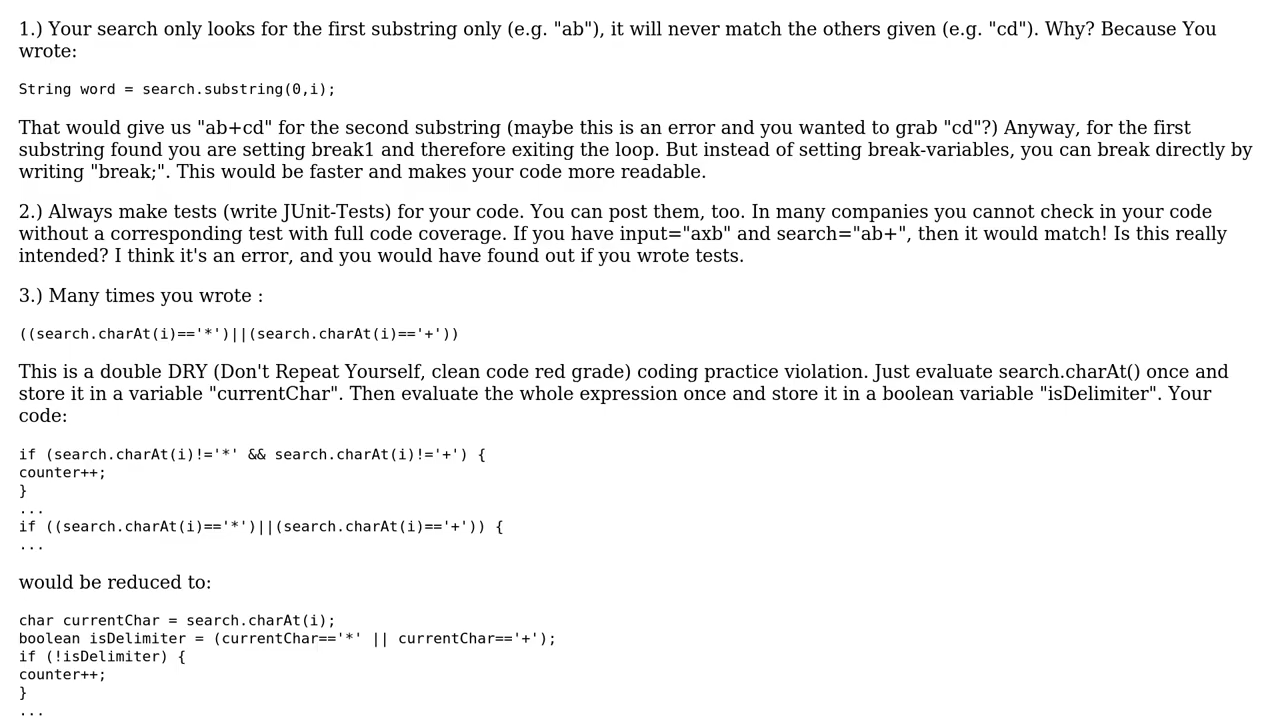 1.) Your search only looks for the first substring only (e.g. "ab"), it will never match the others given (e.g. "cd"). Why? Because You
wrote:
String word = search.substring(0,i);
That would give us "ab+cd" for the second substring (maybe this is an error and you wanted to grab "cd"?) Anyway, for the first
substring found you are setting break1 and therefore exiting the loop. But instead of setting break-variables, you can break directly by
writing "break;". This would be faster and makes your code more readable.
2.) Always make tests (write JUnit-Tests) for your code. You can post them, too. In many companies you cannot check in your code
without a corresponding test with full code coverage. If you have input="axb" and search="ab+", then it would match! Is this really
intended? I think it's an error, and you would have found out if you wrote tests.
3.) Many times you wrote :
((search.charAt(i)=='*')||(search.charAt(i)=='+'))
This is a double DRY (Don't Repeat Yourself, clean code red grade) coding practice violation. Just evaluate search.charAt() once and
store it in a variable "currentChar". Then evaluate the whole expression once and store it in a boolean variable "isDelimiter". Your
code:
if (search.charAt(i)!='*' && search.charAt(i)!='+') {
counter++;
}
...
if ((search.charAt(i)=='*')||(search.charAt(i)=='+')) {
...
would be reduced to:
char currentChar = search.charAt(i);
boolean isDelimiter = (currentChar=='*' || currentChar=='+');
if (!isDelimiter) {
counter++;
}
...